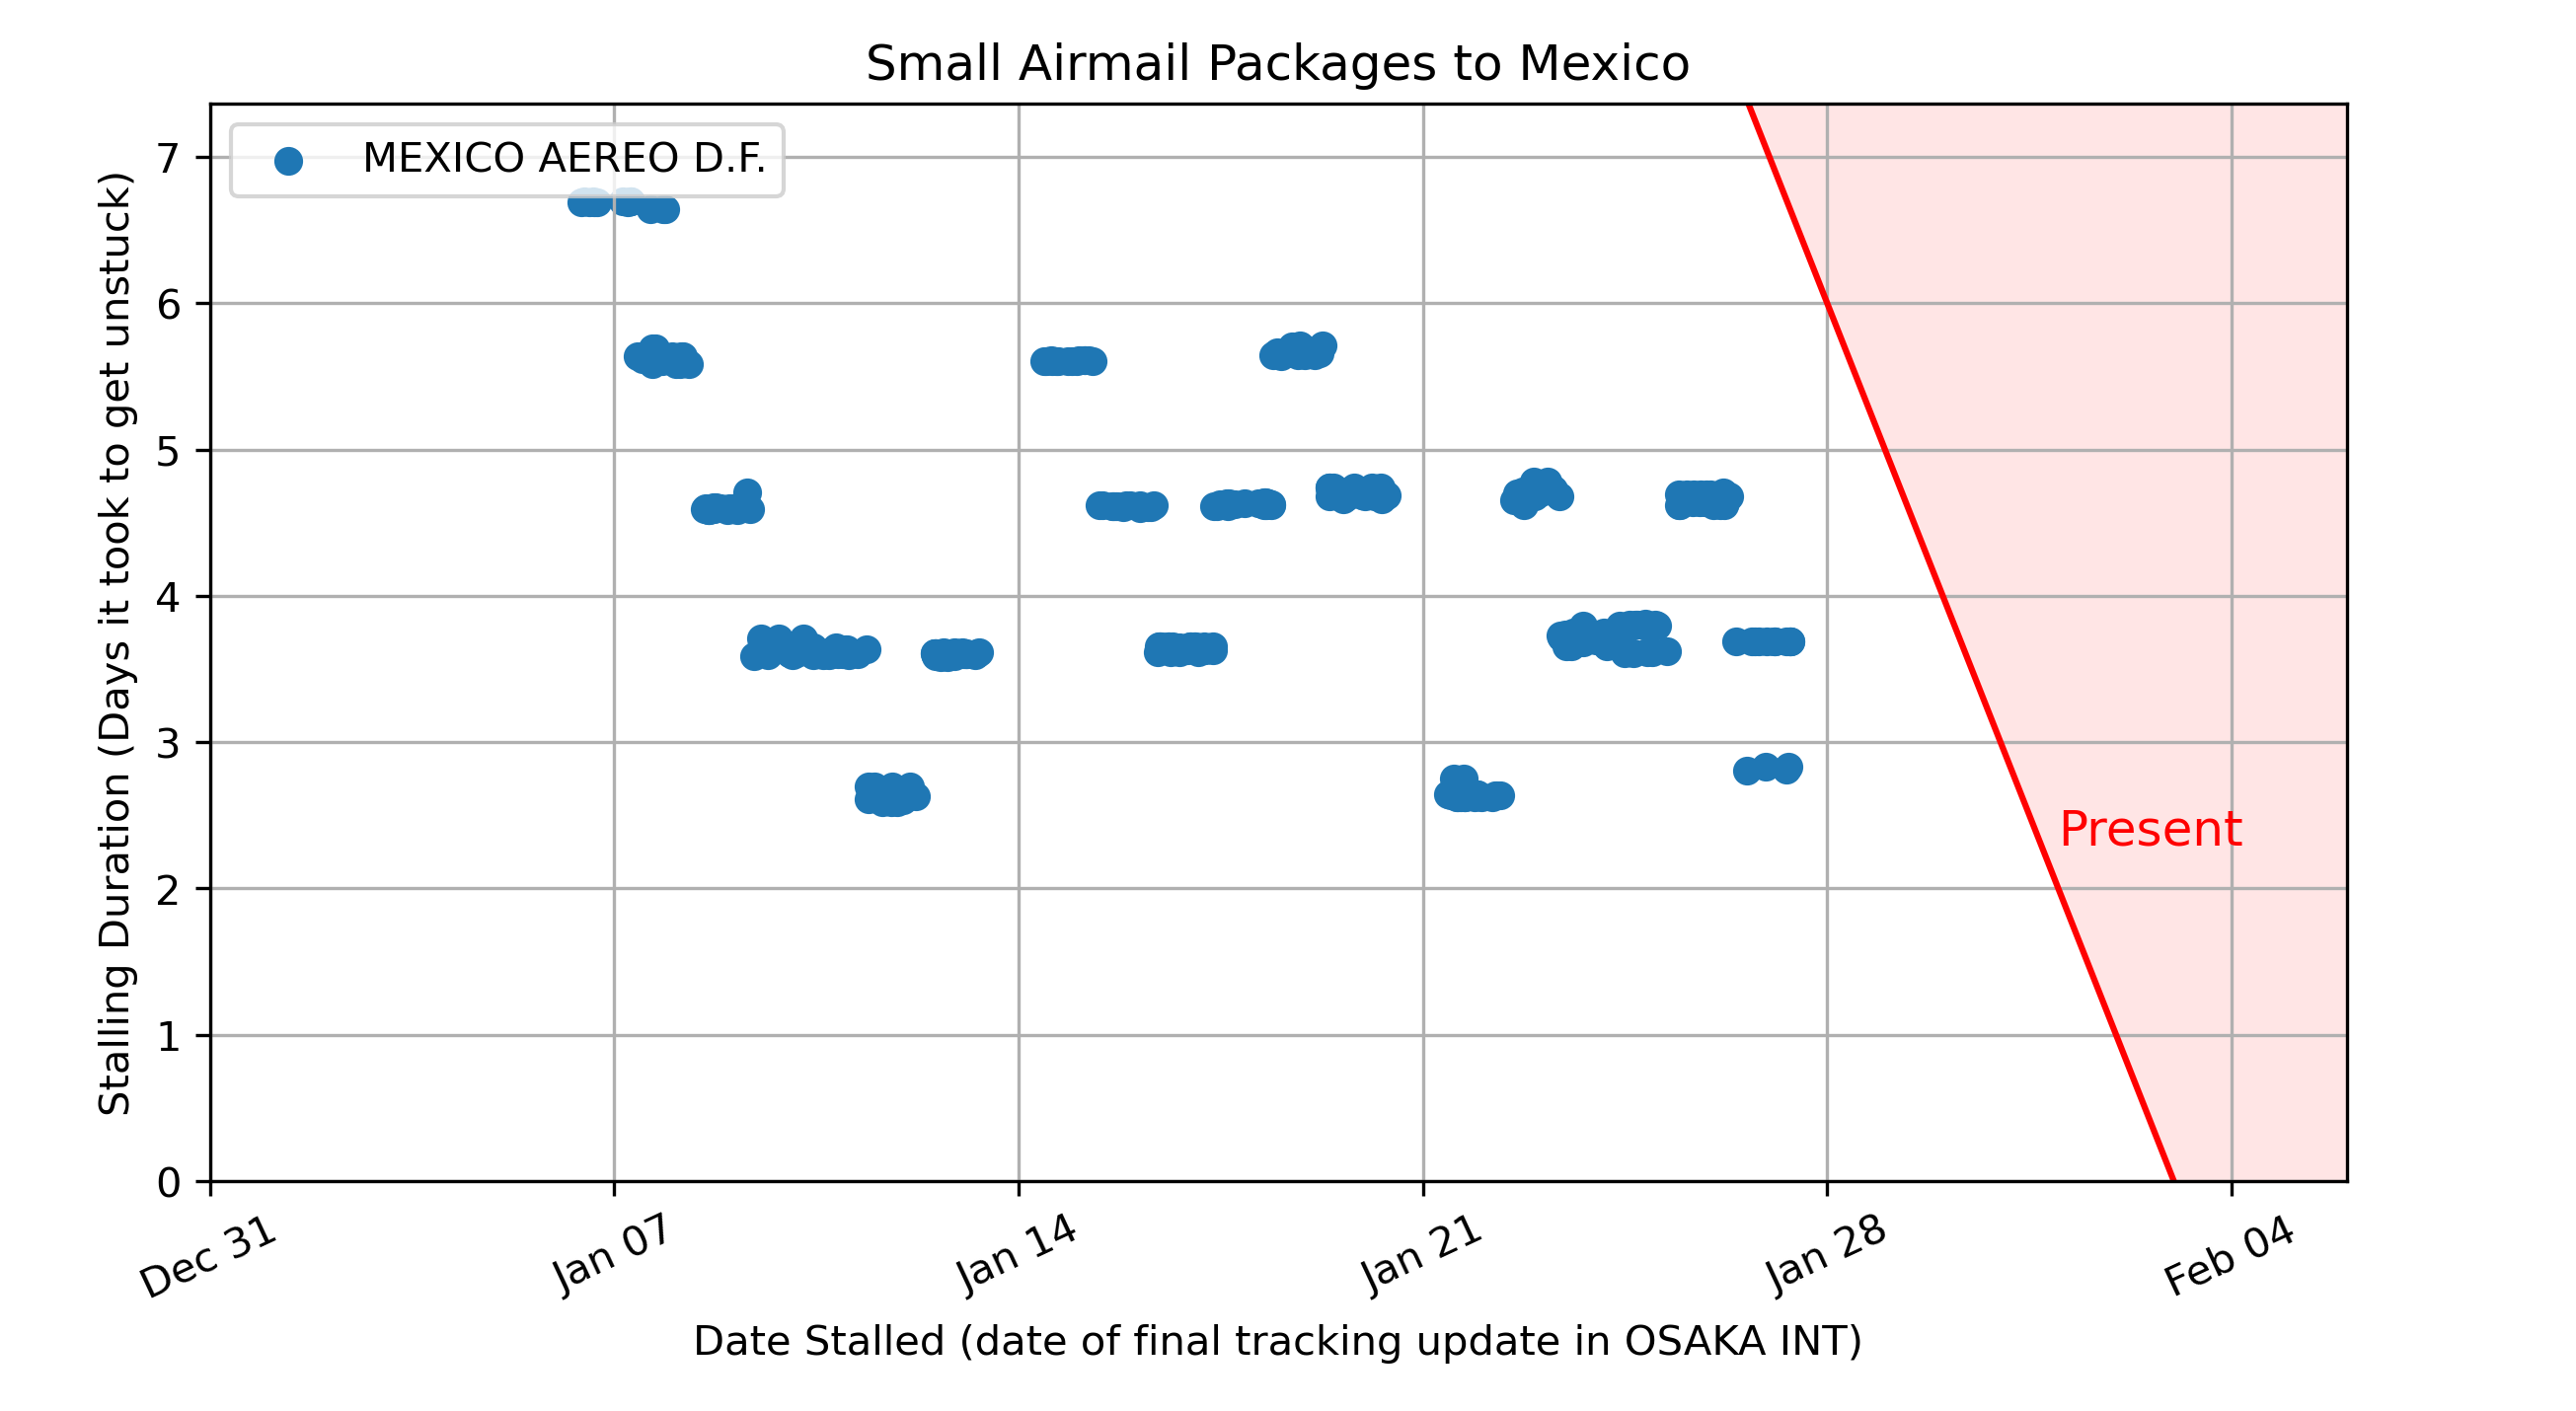 Small Airmail Packages to Mexico
MEXICO AEREO D.F.
Stalling Duration (Days it took to get unstuck)
7
6
5
4
3
2
1
0
Present
Dec 31
Jan 07
Jan 14
Jan 21
Jan 28
Feb 04
Date Stalled (date of final tracking update in OSAKA INT)